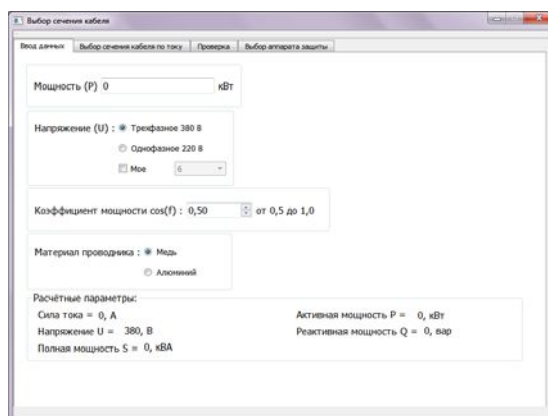 Выбор сечения кабеля
Ввод данных Выбор сечения кабеля по току Проверка Выбор аппарата защиты
Мощность (P) 0 кВт
Напряжение (U) : Трехфазное 380 В
Однофазное 220 В
Мое 6
Коэффициент мощности cos(f) : 0,50 от 0,5 до 1,0
Материал проводника : Медь
Алюминий
Расчётные параметры:
Сила тока = 0, А Активная мощность P = 0, кВт
Напряжение U = 380, В Реактивная мощность Q = 0, вар
Полная мощность S = 0, кВА